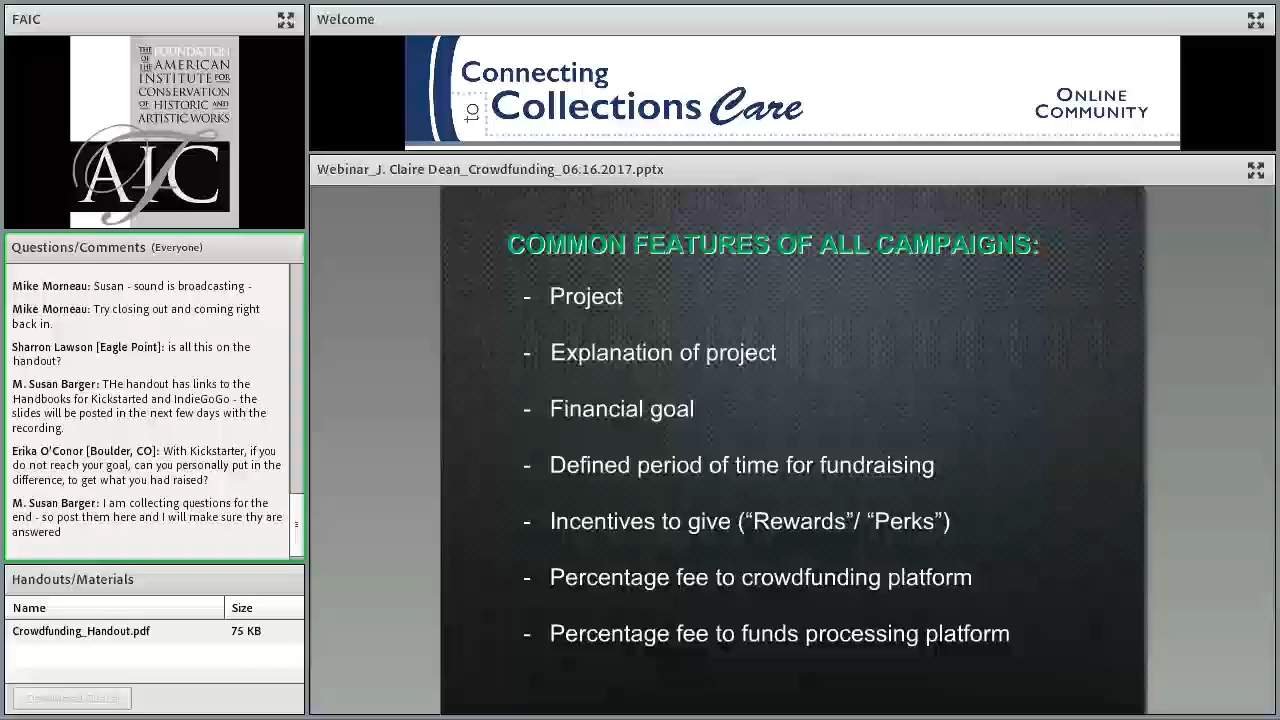 FAIC
THE FOUNDATION
OF THE AMERICAN
INSTITUTE FOR
CONSERVATION
OF HISTORIC AND
ARTISTIC WORKS
AIC
Questions/Comments (Everyone)
Mike Morneau: Susan - sound is broadcasting -
Mike Morneau: Try closing out and coming right
back in.
Sharron Lawson [Eagle Point]: is all this on the
handout?
M. Susan Barger: THe handout has links to the
Handbooks for Kickstarted and IndieGoGo - the
slides will be posted in the next few days with the
recording.
Erika O'Conor [Boulder, CO]: With Kickstarter, if you
do not reach your goal, can you personally put in the
difference, to get what you had raised?
M. Susan Barger: I am collecting questions for the
end - so post them here and I will make sure thy are
answered
Handouts/Materials
Name Size
Crowdfunding_Handout.pdf 75 KB
Welcome
Connecting
to Collections Care
ONLINE
COMMUNITY
Webinar_J. Claire Dean_Crowdfunding_06.16.2017.pptx
COMMON FEATURES OF ALL CAMPAIGNS:
- Project
- Explanation of project
- Financial goal
- Defined period of time for fundraising
- Incentives to give (“Rewards”/ “Perks”)
- Percentage fee to crowdfunding platform
- Percentage fee to funds processing platform